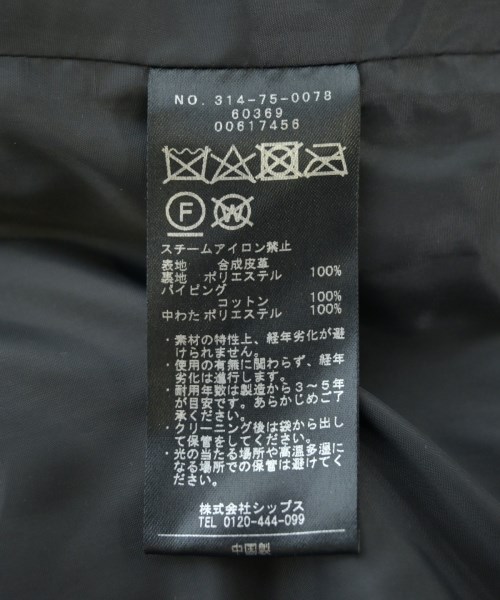 NO. 314-75-0078
60369
00617456
F W
スチームアイロン禁止
表地 合成皮革
裏地 ポリエステル 100%
パイピング
コットン 100%
中わた ポリエステル 100%
・素材の特性上、経年劣化が避
けられません。
・使用の有無に関わらず、経年
劣化は進行します。
・耐用年数は製造から3～5年
が目安です。あらかじめご了
承ください。
・クリーニング後は袋から出し
て保管をしてください。
・光の当たる場所や高温多湿に
なる場所での保管は避けて下さい
株式会社シップス
TEL 0120-444-099
中国製